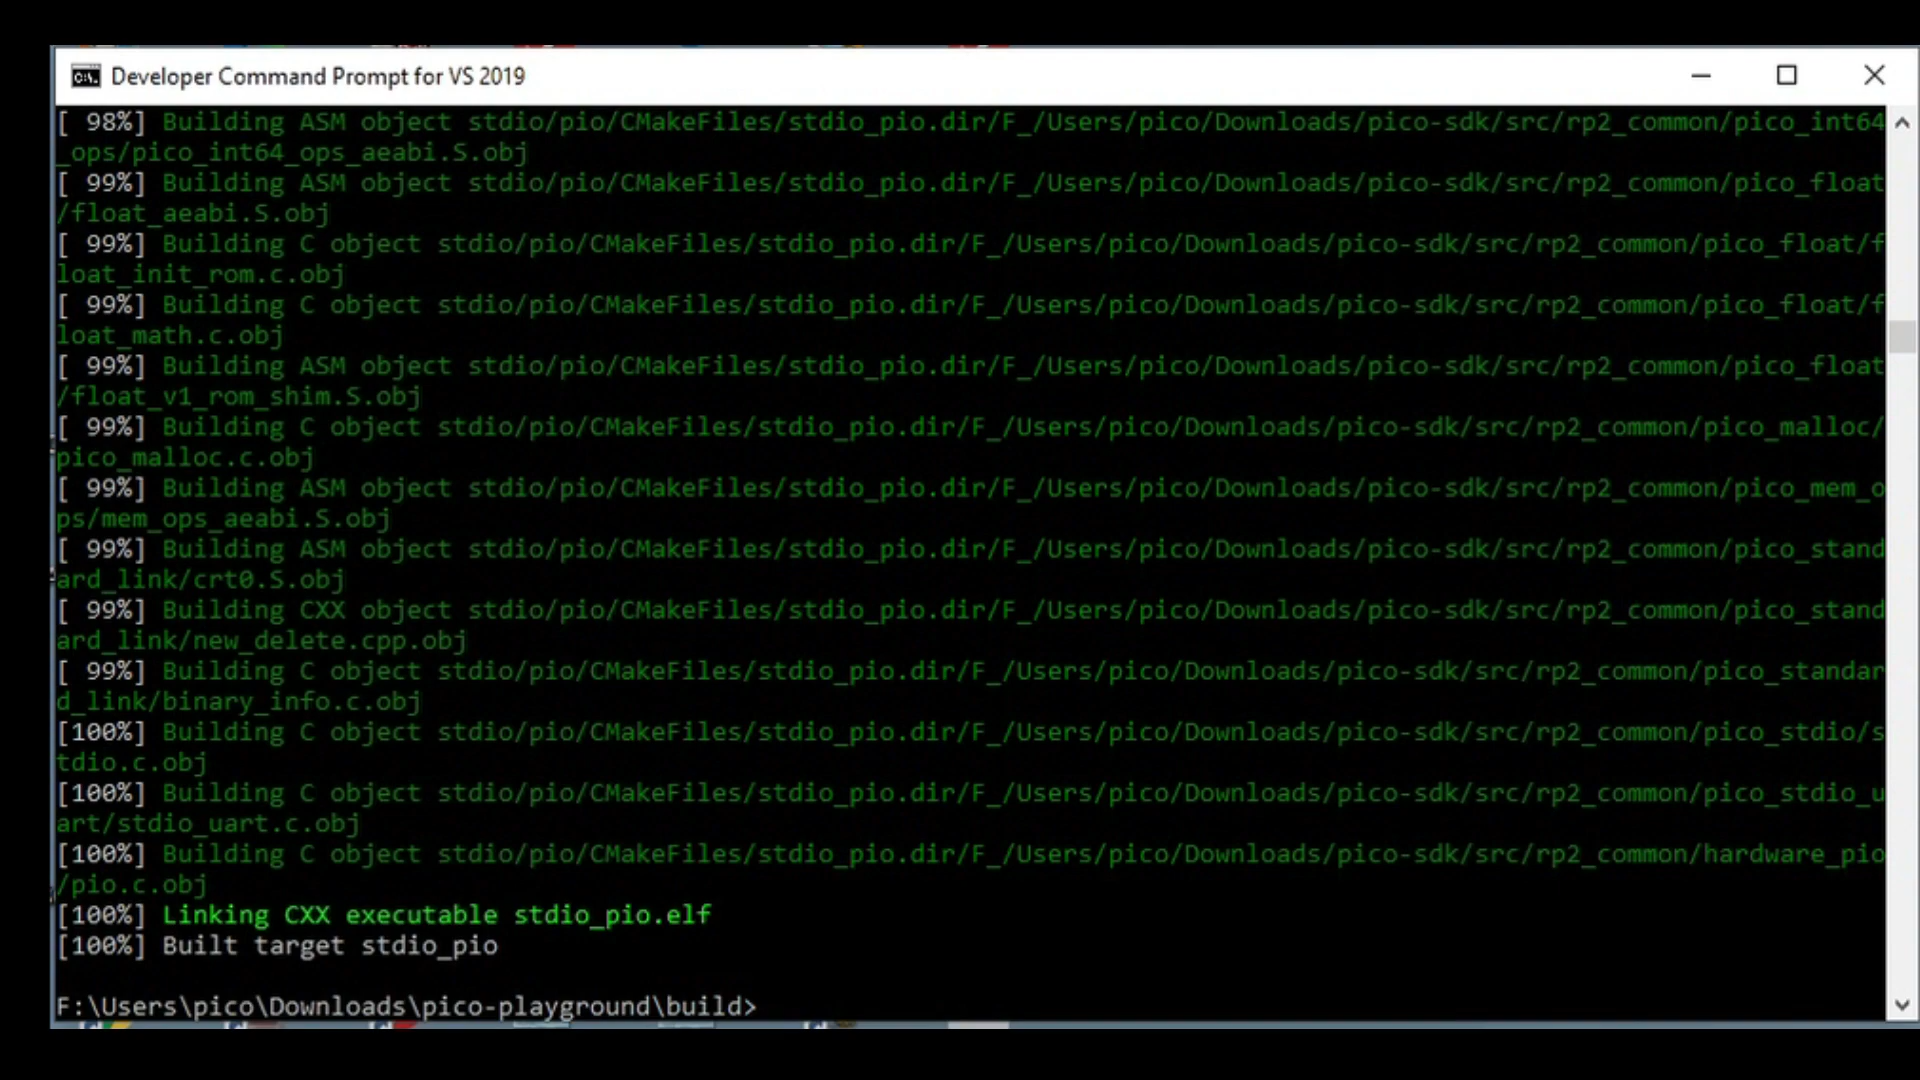 Developer Command Prompt for VS 2019
[ 98%] Building ASM object stdio/pio/CMakeFiles/stdio_pio.dir/F_/Users/pico/Downloads/pico-sdk/src/rp2_common/pico_int64
_ops/pico_int64_ops_aeabi.S.obj
[ 99%] Building ASM object stdio/pio/CMakeFiles/stdio_pio.dir/F_/Users/pico/Downloads/pico-sdk/src/rp2_common/pico_float
/float_aeabi.S.obj
[ 99%] Building C object stdio/pio/CMakeFiles/stdio_pio.dir/F_/Users/pico/Downloads/pico-sdk/src/rp2_common/pico_float/f
loat_init_rom.c.obj
[ 99%] Building C object stdio/pio/CMakeFiles/stdio_pio.dir/F_/Users/pico/Downloads/pico-sdk/src/rp2_common/pico_float/f
loat_math.c.obj
[ 99%] Building ASM object stdio/pio/CMakeFiles/stdio_pio.dir/F_/Users/pico/Downloads/pico-sdk/src/rp2_common/pico_float
/float_v1_rom_shim.S.obj
[ 99%] Building C object stdio/pio/CMakeFiles/stdio_pio.dir/F_/Users/pico/Downloads/pico-sdk/src/rp2_common/pico_malloc/
pico_malloc.c.obj
[ 99%] Building ASM object stdio/pio/CMakeFiles/stdio_pio.dir/F_/Users/pico/Downloads/pico-sdk/src/rp2_common/pico_mem_o
ps/mem_ops_aeabi.S.obj
[ 99%] Building ASM object stdio/pio/CMakeFiles/stdio_pio.dir/F_/Users/pico/Downloads/pico-sdk/src/rp2_common/pico_stand
ard_link/crt0.S.obj
[ 99%] Building CXX object stdio/pio/CMakeFiles/stdio_pio.dir/F_/Users/pico/Downloads/pico-sdk/src/rp2_common/pico_stand
ard_link/new_delete.cpp.obj
[ 99%] Building C object stdio/pio/CMakeFiles/stdio_pio.dir/F_/Users/pico/Downloads/pico-sdk/src/rp2_common/pico_standar
d_link/binary_info.c.obj
[100%] Building C object stdio/pio/CMakeFiles/stdio_pio.dir/F_/Users/pico/Downloads/pico-sdk/src/rp2_common/pico_stdio/s
tdio.c.obj
[100%] Building C object stdio/pio/CMakeFiles/stdio_pio.dir/F_/Users/pico/Downloads/pico-sdk/src/rp2_common/pico_stdio_u
art/stdio_uart.c.obj
[100%] Building C object stdio/pio/CMakeFiles/stdio_pio.dir/F_/Users/pico/Downloads/pico-sdk/src/rp2_common/hardware_pio
/pio.c.obj
[100%] Linking CXX executable stdio_pio.elf
[100%] Built target stdio_pio
F:\Users\pico\Downloads\pico-playground\build>